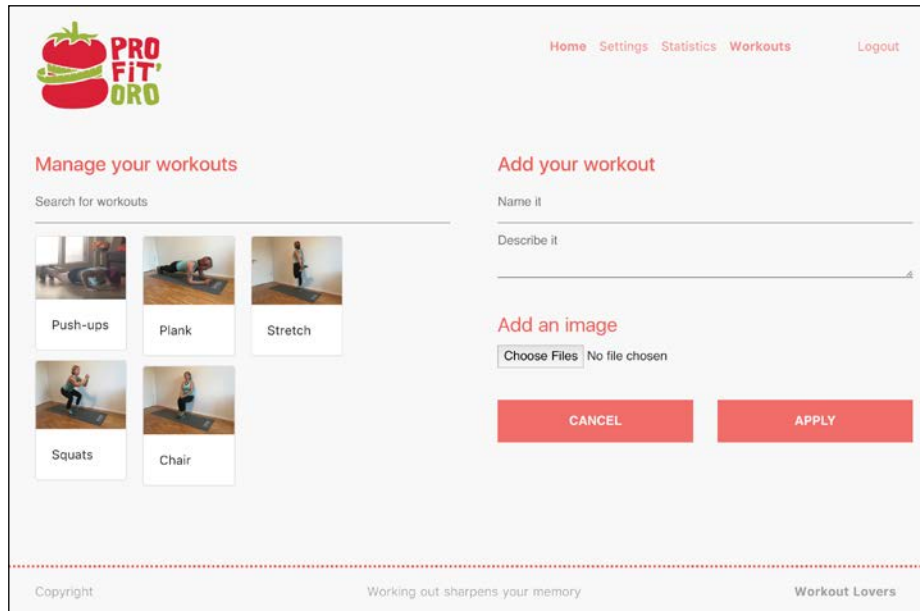 PRO
FIT'
ORO
Home Settings Statistics Workouts Logout
Manage your workouts
Search for workouts
Push-ups
Plank
Stretch
Squats
Chair
Add your workout
Name it
Describe it
Add an image
Choose Files No file chosen
CANCEL APPLY
Copyright Working out sharpens your memory Workout Lovers